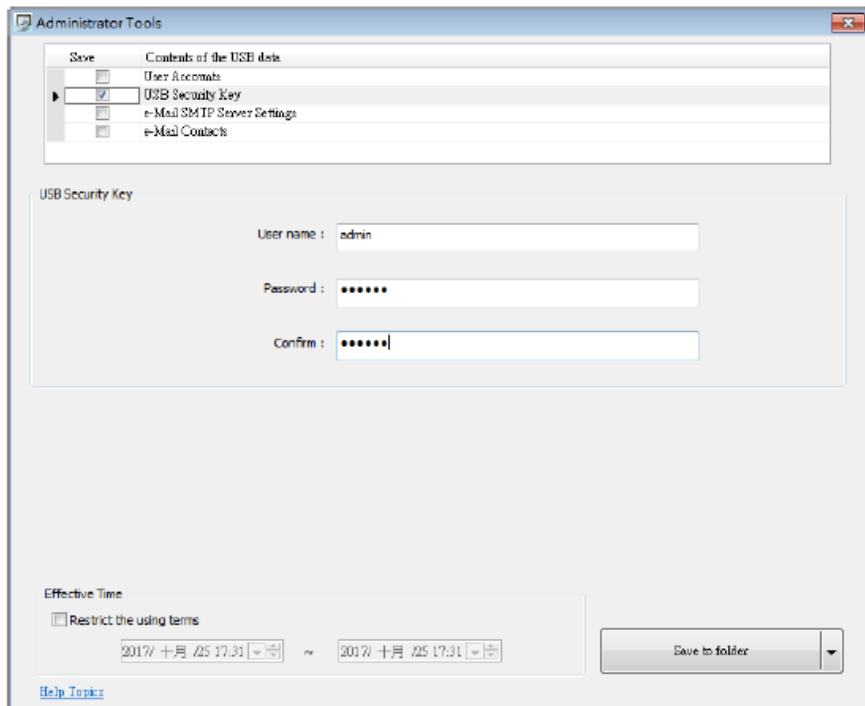 Administrator Tools
Save Contents of the USB data
User Accounts
USB Security Key
e-Mail SMTP Server Settings
e-Mail Contacts
USB Security Key
User name : admin
Password : ••••••
Confirm : ••••••
Effective Time
Restrict the using terms
2017/ 十月 /25 17:31 ~ 2017/ 十月 /25 17:31
Save to folder
Help Topics